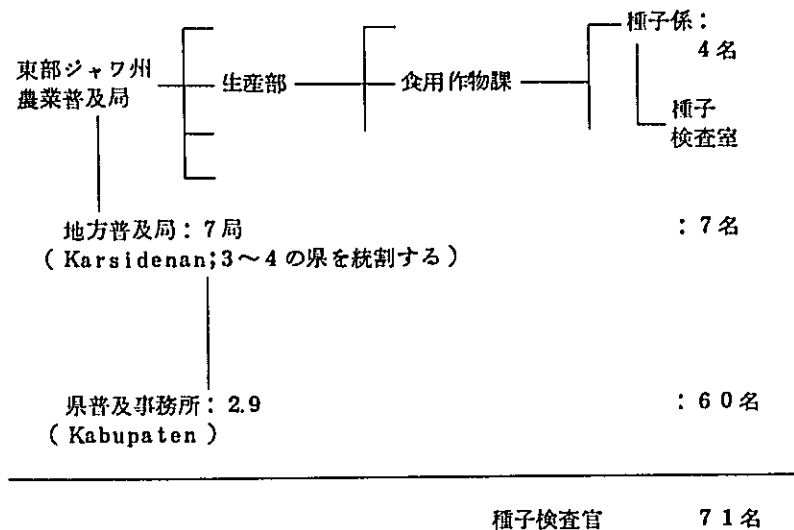 東部ジャワ州
農業普及局
生産部
食用作物課
種子係：
4名
種子
検査室
地方普及局：7局 ：7名
（Karsidenan;3～4の県を統割する）
県普及事務所：2.9 ：60名
（Kabupaten）
種子検査官 71名